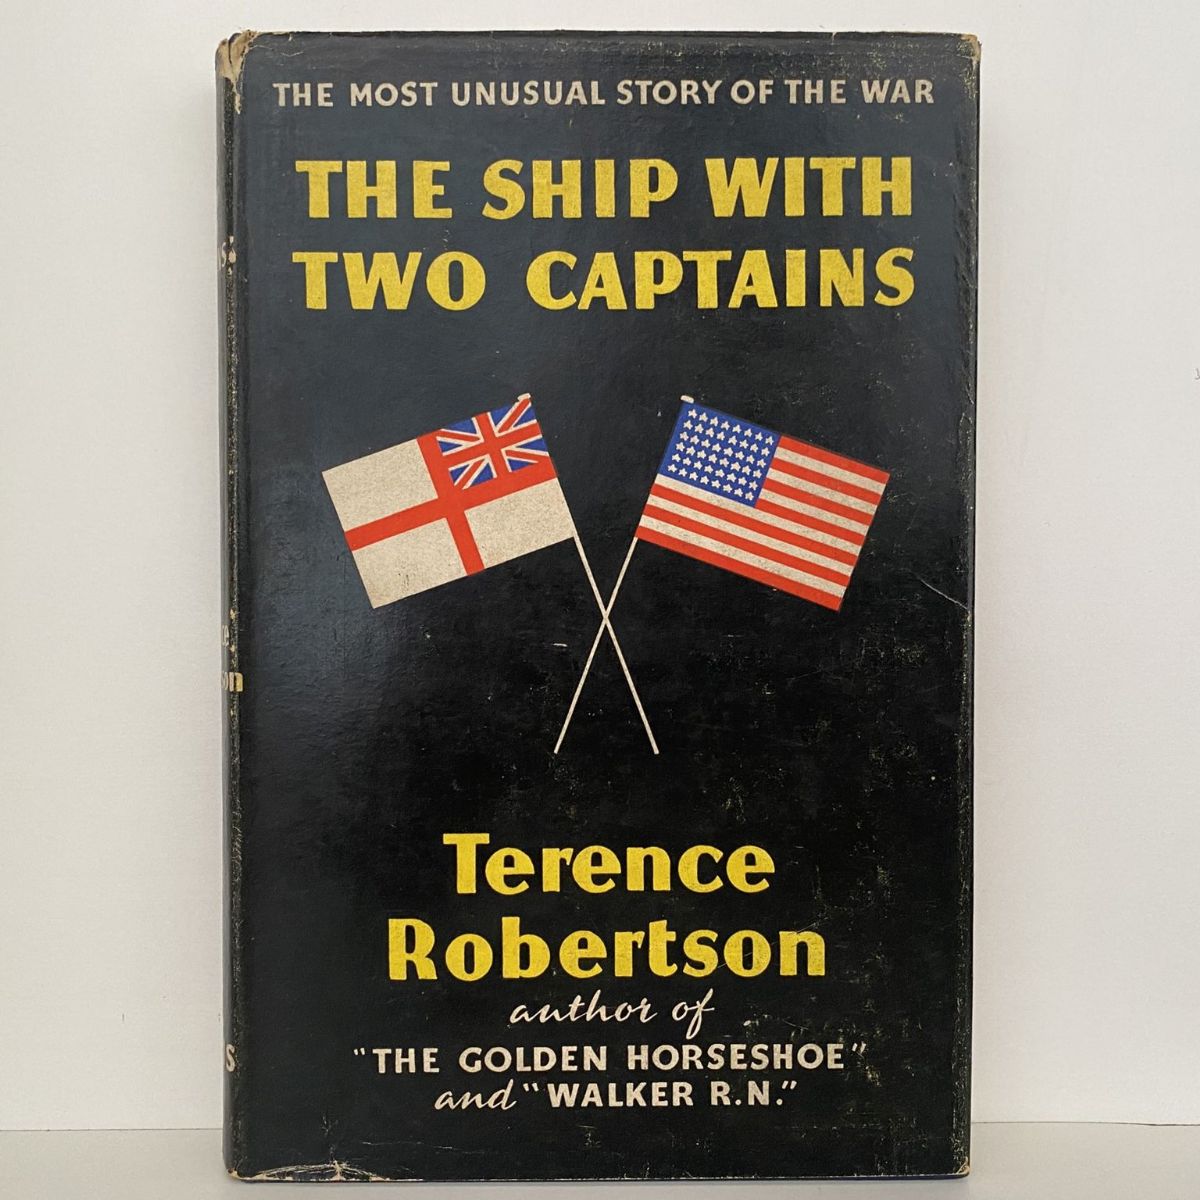 THE MOST UNUSUAL STORY OF THE WAR
THE SHIP WITH
TWO CAPTAINS
Terence
Robertson
author of
"THE GOLDEN HORSESHOE"
and "WALKER R.N."